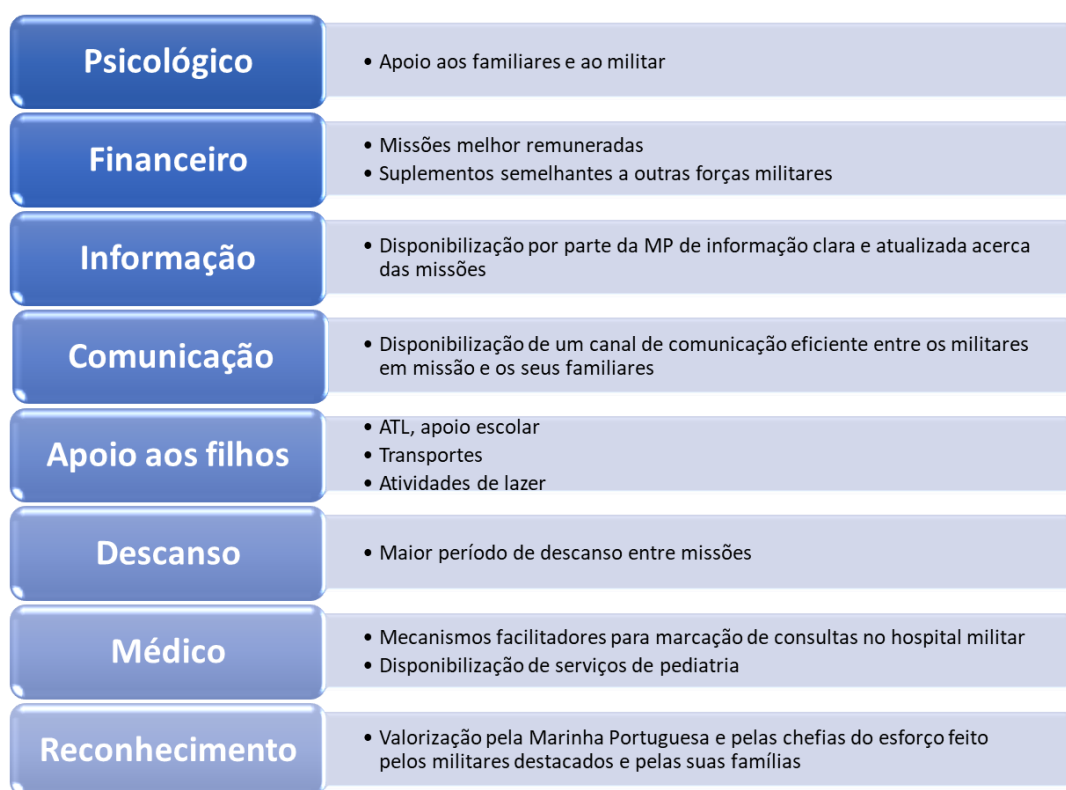 Psicológico
• Apoio aos familiares e ao militar
Financeiro
• Missões melhor remuneradas
• Suplementos semelhantes a outras forças militares
Informação
• Disponibilização por parte da MP de informação clara e atualizada acerca
das missões
Comunicação
• Disponibilização de um canal de comunicação eficiente entre os militares
em missão e os seus familiares
Apoio aos filhos
• ATL, apoio escolar
• Transportes
• Atividades de lazer
Descanso
• Maior período de descanso entre missões
Médico
• Mecanismos facilitadores para marcação de consultas no hospital militar
• Disponibilização de serviços de pediatria
Reconhecimento
• Valorização pela Marinha Portuguesa e pelas chefias do esforço feito
pelos militares destacados e pelas suas famílias